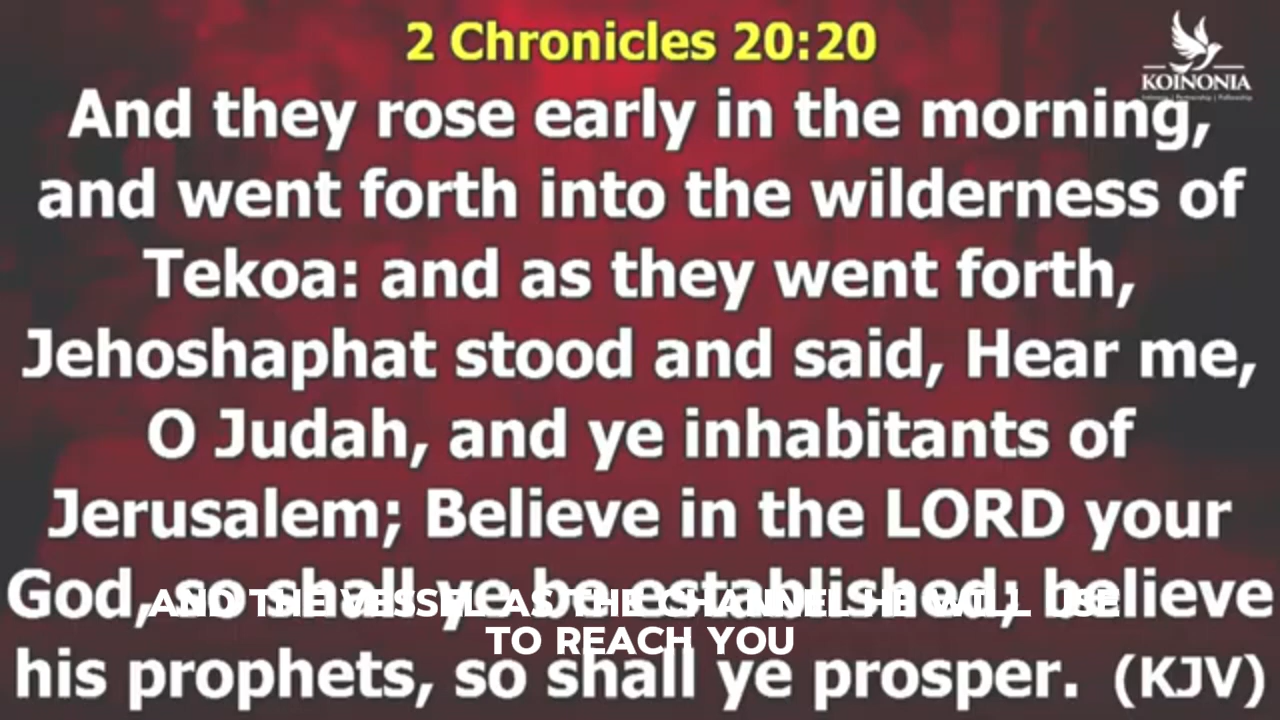 2 Chronicles 20:20
KOINONIA
And they rose early in the morning,
and went forth into the wilderness of
Tekoa: and as they went forth,
Jehoshaphat stood and said, Hear me,
O Judah, and ye inhabitants of
Jerusalem; Believe in the LORD your
God, so shall ye be established; believe
AND THE VESSEL AS THE CHANNEL HE WILL USE
TO REACH YOU
his prophets, so shall ye prosper. (KJV)